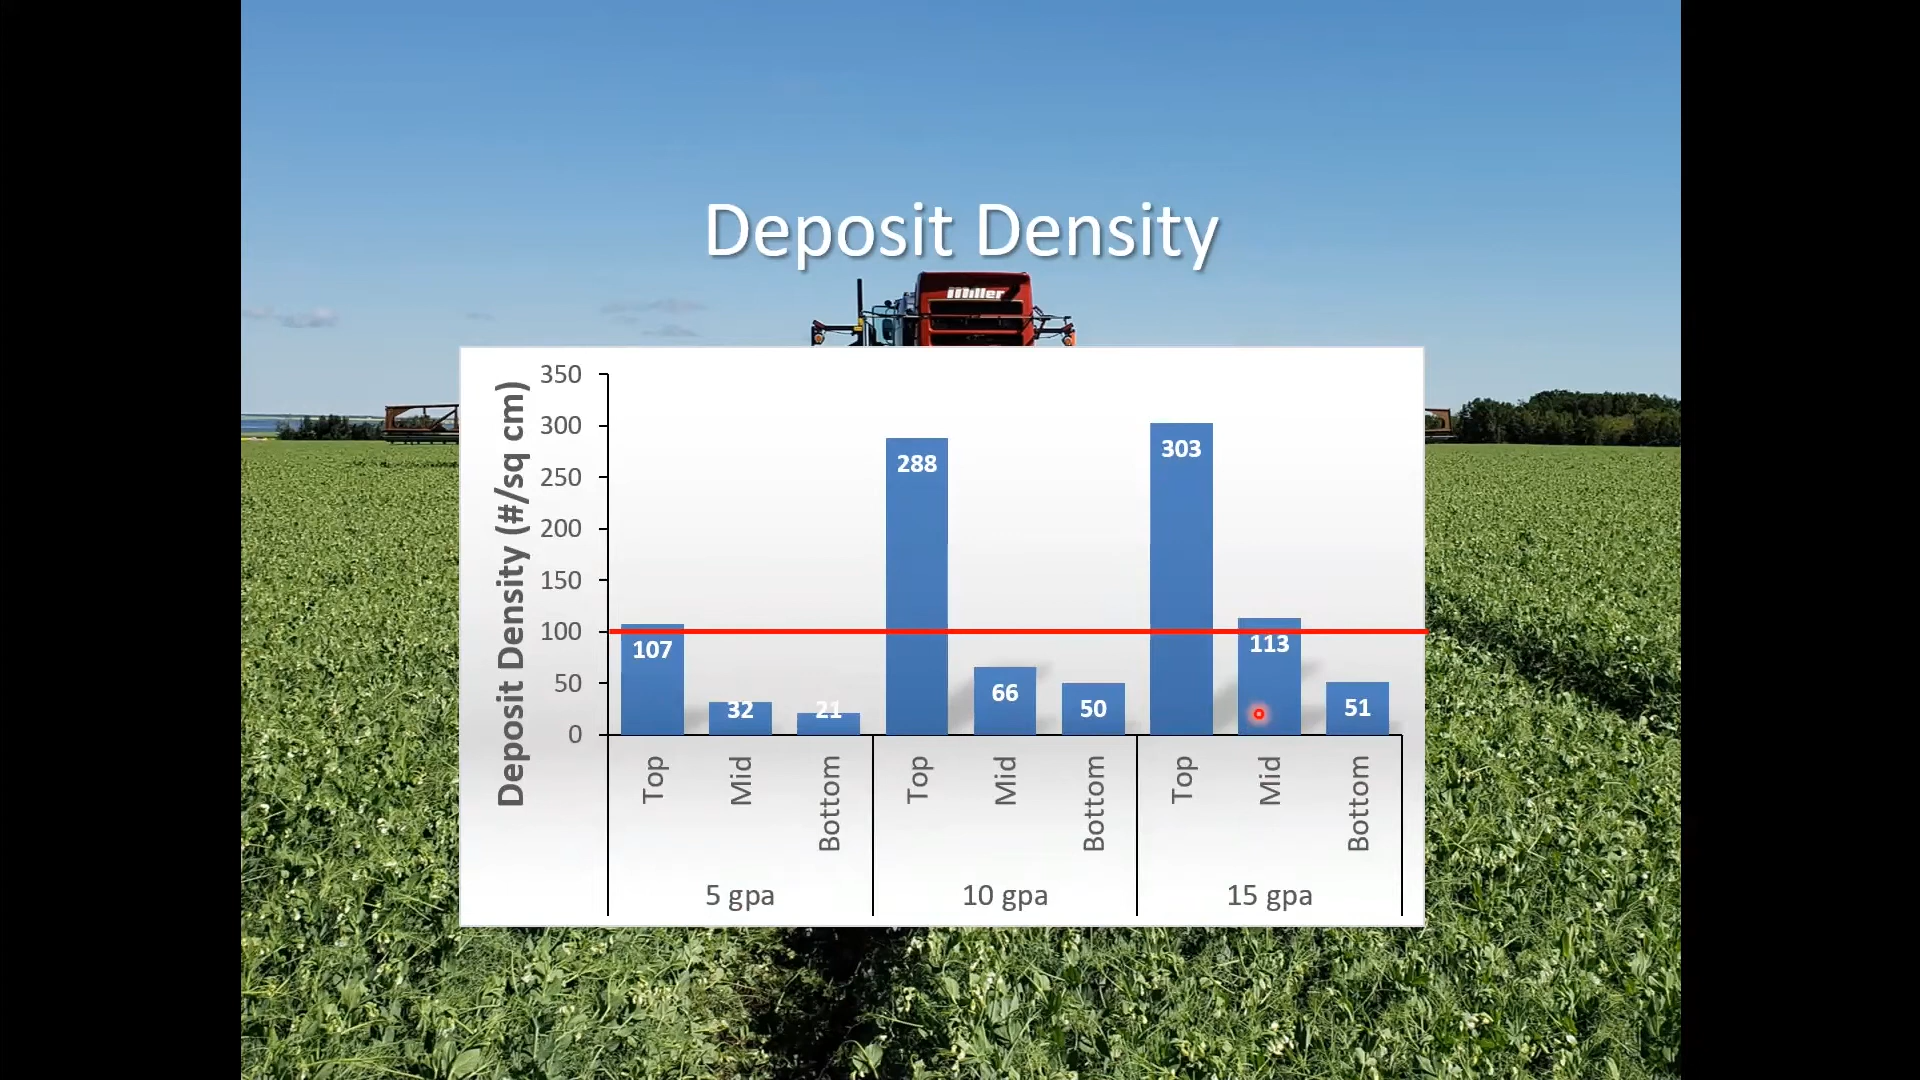 Deposit Density
Miller
Deposit Density (#/sq cm)
350
300
250
200
150
100
50
0
107
32
21
288
66
50
303
113
51
Top
Mid
Bottom
Top
Mid
Bottom
Top
Mid
Bottom
5 gpa
10 gpa
15 gpa